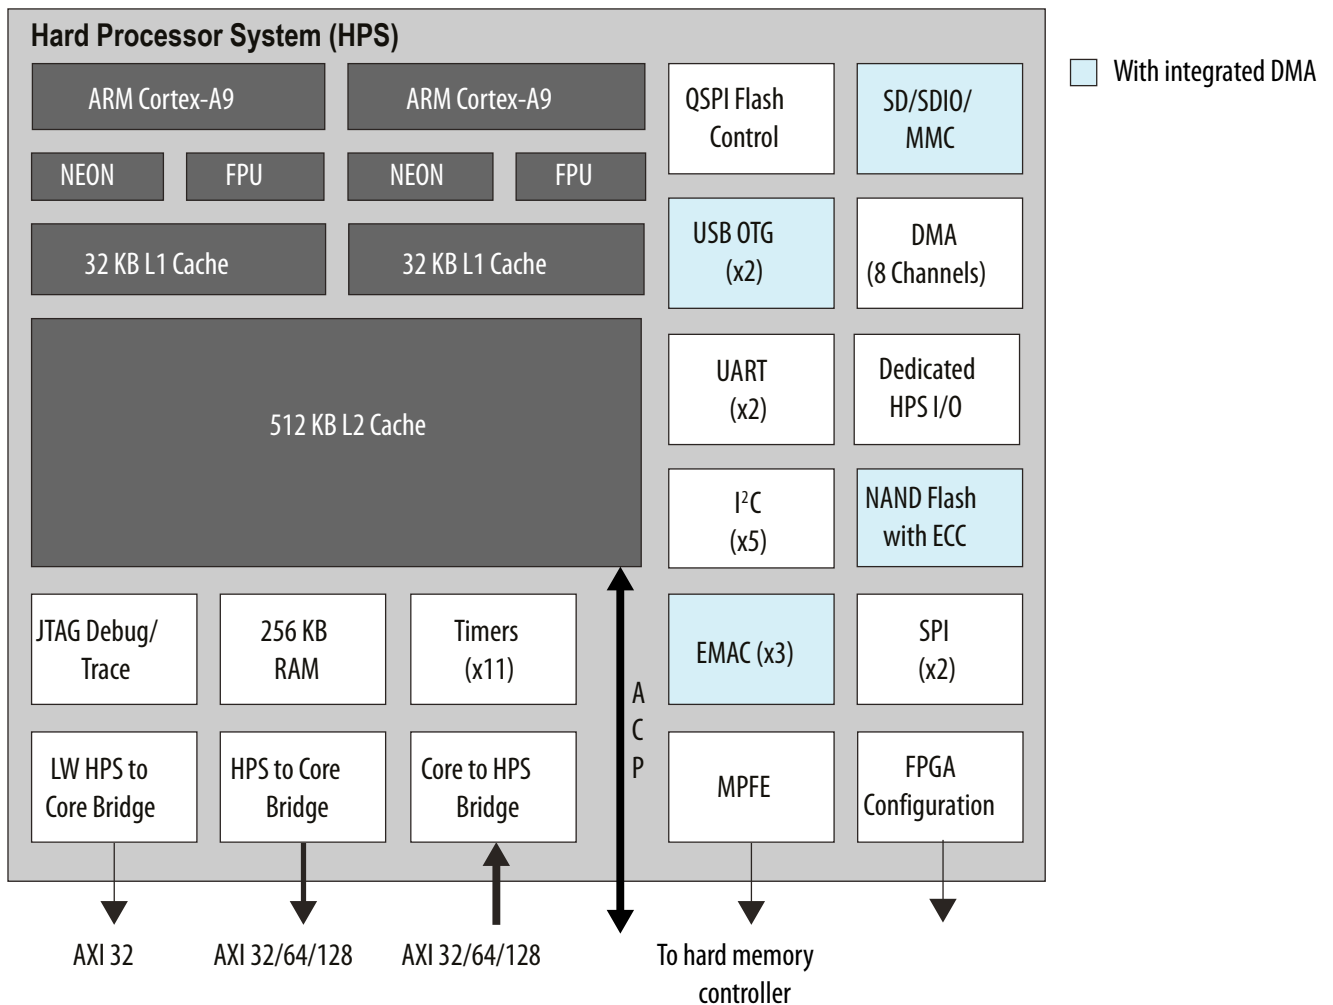 Hard Processor System (HPS)
With integrated DMA
ARM Cortex-A9
ARM Cortex-A9
QSPI Flash
Control
SD/SDIO/
MMC
NEON
FPU
NEON
FPU
USB OTG
(x2)
DMA
(8 Channels)
32 KB L1 Cache
32 KB L1 Cache
UART
(x2)
Dedicated
HPS I/O
512 KB L2 Cache
I²C
(x5)
NAND Flash
with ECC
JTAG Debug/
Trace
256 KB
RAM
Timers
(x11)
A
C
P
EMAC (x3)
SPI
(x2)
LW HPS to
Core Bridge
HPS to Core
Bridge
Core to HPS
Bridge
MPFE
FPGA
Configuration
AXI 32
AXI 32/64/128
AXI 32/64/128
To hard memory
controller